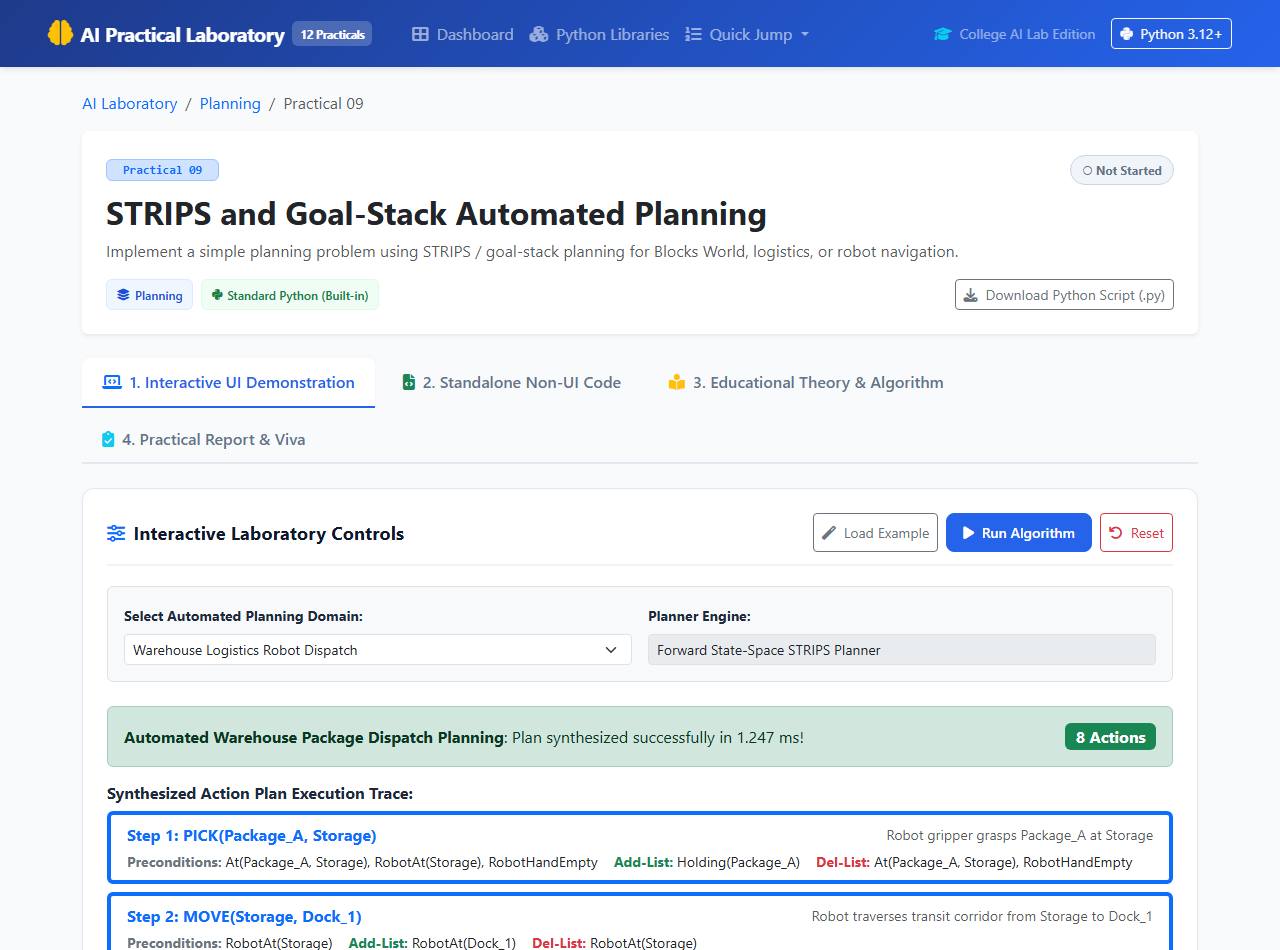 AI Practical Laboratory 12 Practicals Dashboard Python Libraries Quick Jump College AI Lab Edition Python 3.12+
AI Laboratory / Planning / Practical 09
Practical 09 Not Started
STRIPS and Goal-Stack Automated Planning
Implement a simple planning problem using STRIPS / goal-stack planning for Blocks World, logistics, or robot navigation.
Planning Standard Python (Built-in) Download Python Script (.py)
1. Interactive UI Demonstration 2. Standalone Non-UI Code 3. Educational Theory & Algorithm
4. Practical Report & Viva
Interactive Laboratory Controls Load Example Run Algorithm Reset
Select Automated Planning Domain: Planner Engine:
Warehouse Logistics Robot Dispatch Forward State-Space STRIPS Planner
Automated Warehouse Package Dispatch Planning: Plan synthesized successfully in 1.247 ms! 8 Actions
Synthesized Action Plan Execution Trace:
Step 1: PICK(Package_A, Storage) Robot gripper grasps Package_A at Storage
Preconditions: At(Package_A, Storage), RobotAt(Storage), RobotHandEmpty Add-List: Holding(Package_A) Del-List: At(Package_A, Storage), RobotHandEmpty
Step 2: MOVE(Storage, Dock_1) Robot traverses transit corridor from Storage to Dock_1
Preconditions: RobotAt(Storage) Add-List: RobotAt(Dock_1) Del-List: RobotAt(Storage)